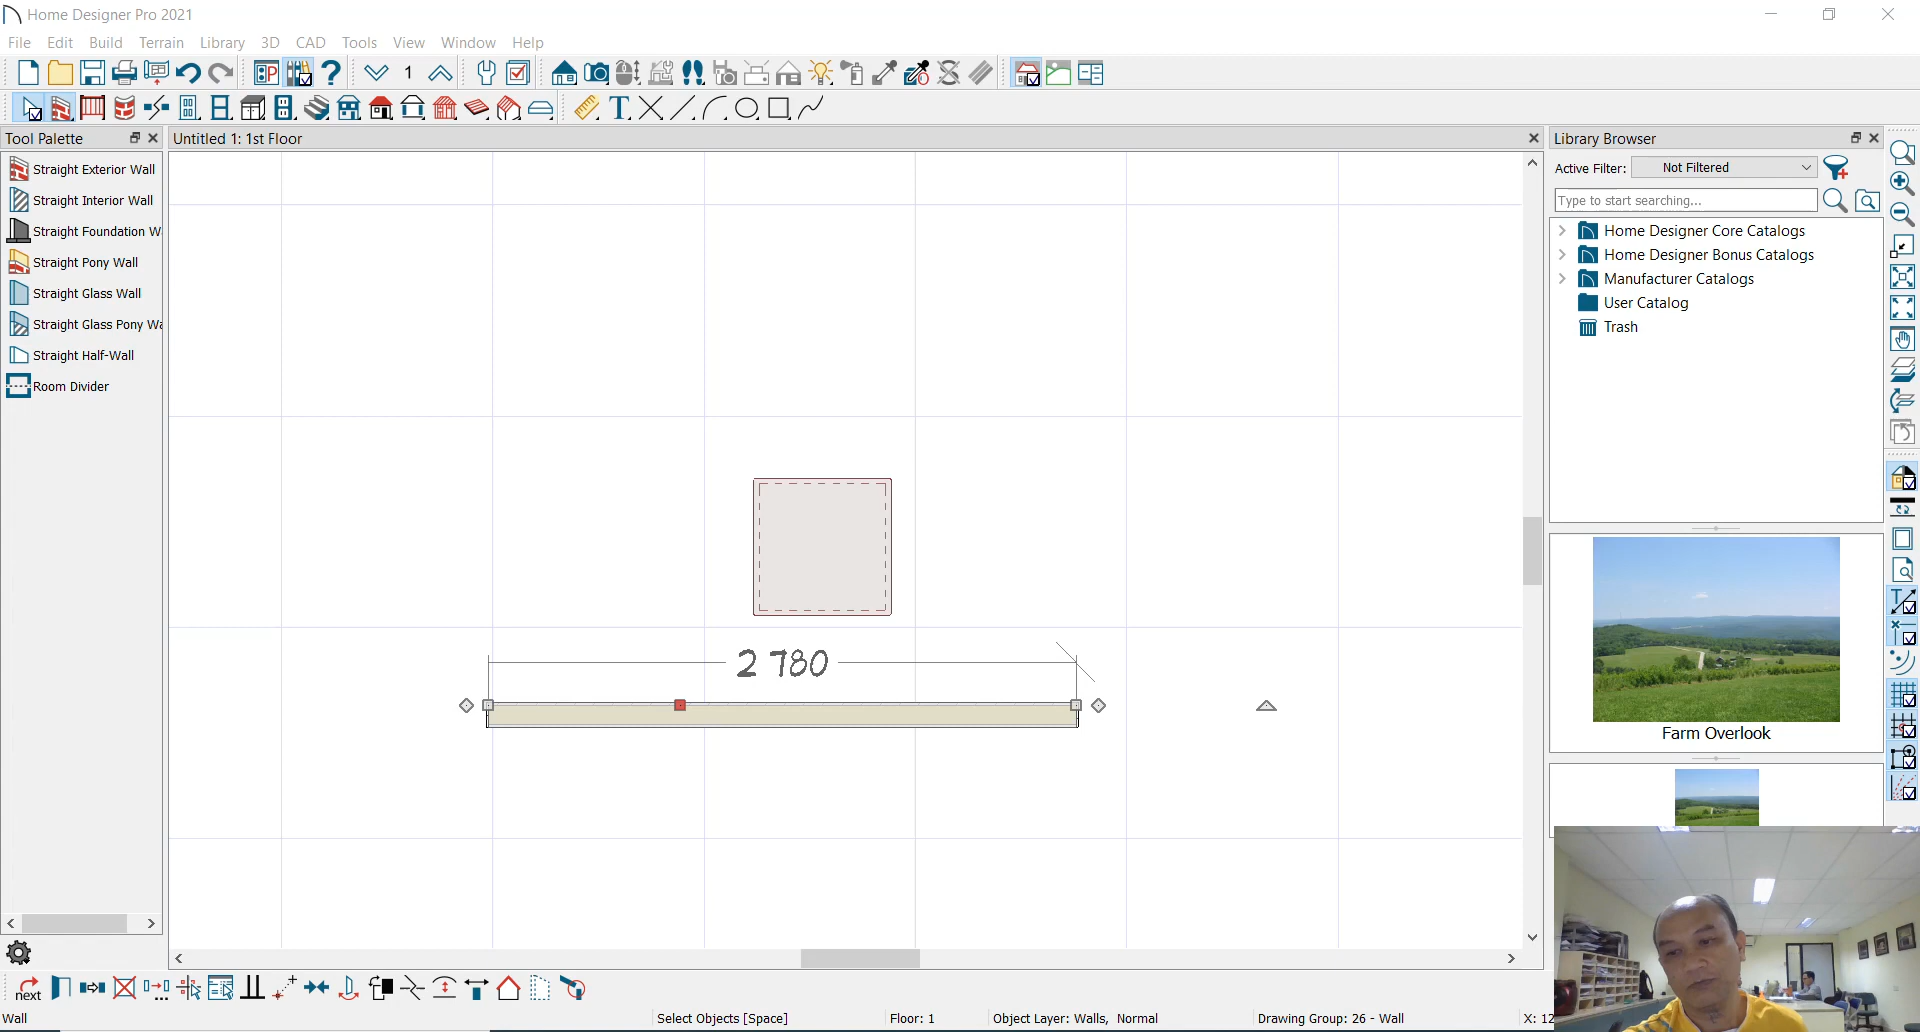 Home Designer Pro 2021
File Edit Build Terrain Library 3D CAD Tools View Window Help
1
Tool Palette
Untitled 1: 1st Floor
Library Browser
Straight Exterior Wall
Straight Interior Wall
Straight Foundation W
Straight Pony Wall
Straight Glass Wall
Straight Glass Pony Wa
Straight Half-Wall
Room Divider
2 780
Active Filter: Not Filtered
Type to start searching...
Home Designer Core Catalogs
Home Designer Bonus Catalogs
Manufacturer Catalogs
User Catalog
Trash
Farm Overlook
next
Wall
Select Objects [Space]
Floor: 1
Object Layer: Walls, Normal
Drawing Group: 26 - Wall
X: 12